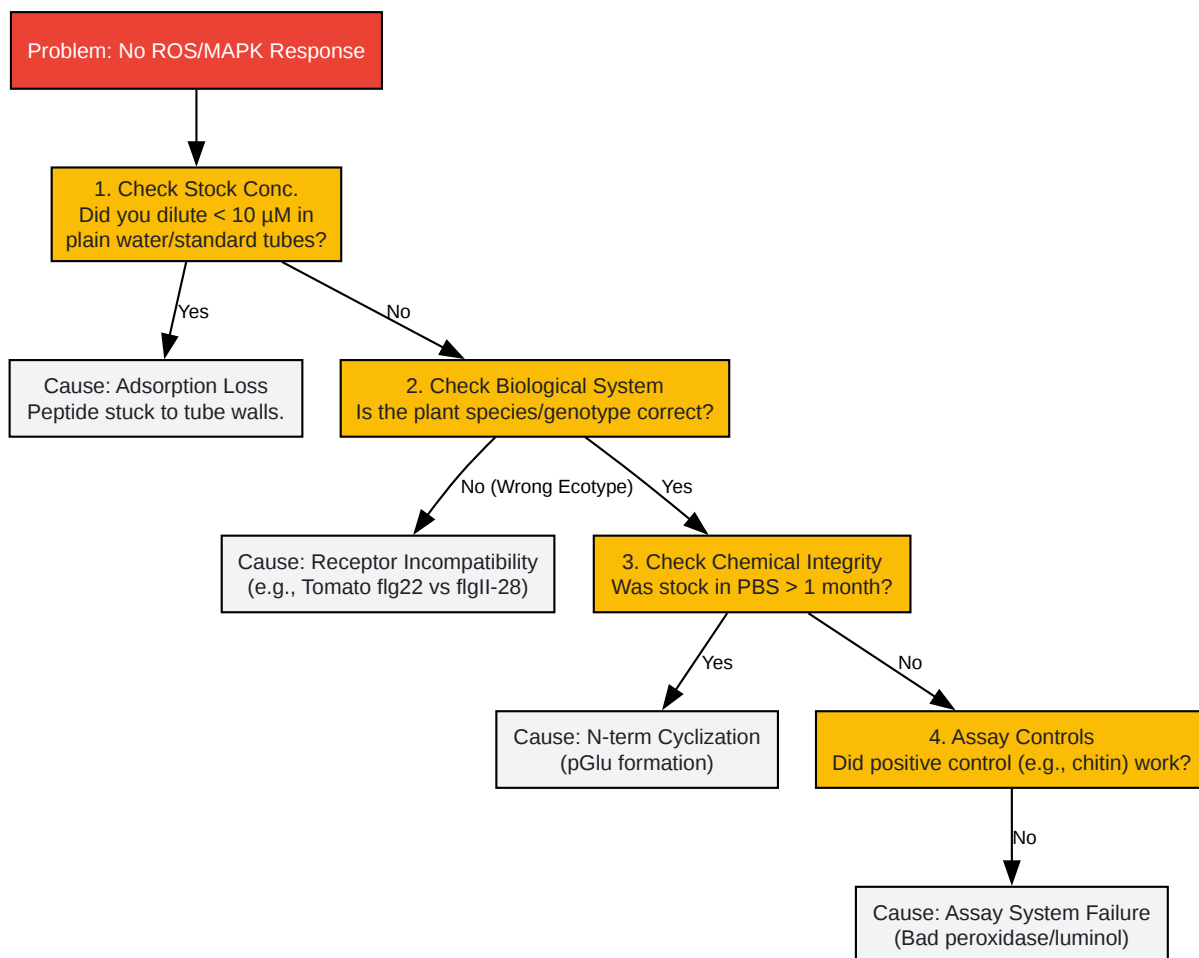 Problem: No ROS/MAPK Response
1. Check Stock Conc.
Did you dilute < 10 µM in
plain water/standard tubes?
Yes
No
Cause: Adsorption Loss
Peptide stuck to tube walls.
2. Check Biological System
Is the plant species/genotype correct?
No (Wrong Ecotype)
Yes
Cause: Receptor Incompatibility
(e.g., Tomato flg22 vs flgII-28)
3. Check Chemical Integrity
Was stock in PBS > 1 month?
Yes
No
Cause: N-term Cyclization
(pGlu formation)
4. Assay Controls
Did positive control (e.g., chitin) work?
No
Cause: Assay System Failure
(Bad peroxidase/luminol)